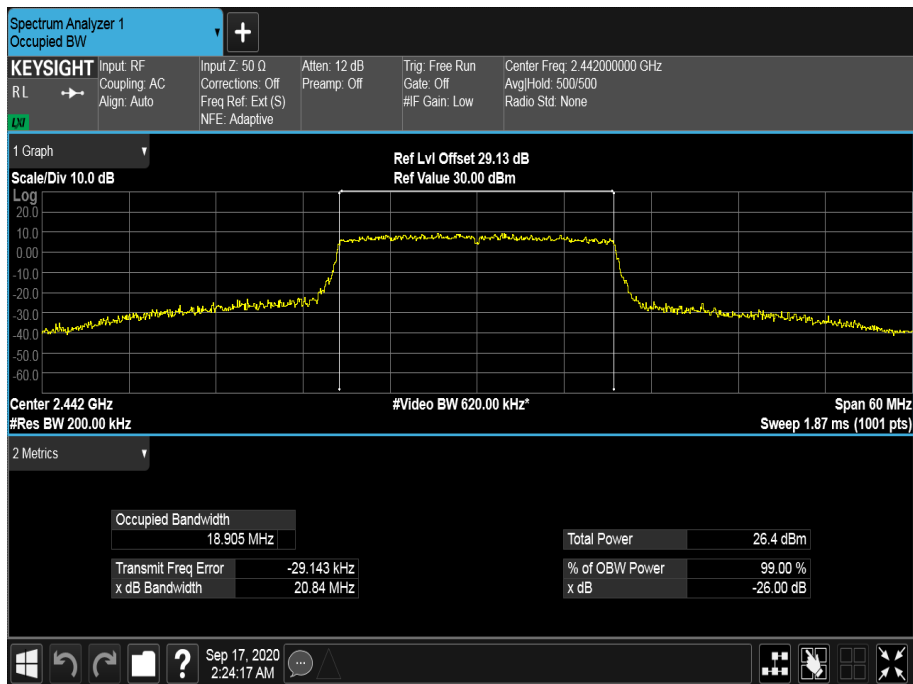 Spectrum Analyzer 1
Occupied BW
+
KEYSIGHT
RL
LXI
Input: RF
Coupling: AC
Align: Auto
Input Z: 50 Ω
Corrections: Off
Freq Ref: Ext (S)
NFE: Adaptive
Atten: 12 dB
Preamp: Off
Trig: Free Run
Gate: Off
#IF Gain: Low
Center Freq: 2.442000000 GHz
Avg|Hold: 500/500
Radio Std: None
1 Graph
Scale/Div 10.0 dB
Ref Lvl Offset 29.13 dB
Ref Value 30.00 dBm
Log
20.0
10.0
0.00
-10.0
-20.0
-30.0
-40.0
-50.0
-60.0
Center 2.442 GHz
#Video BW 620.00 kHz*
Span 60 MHz
#Res BW 200.00 kHz
Sweep 1.87 ms (1001 pts)
2 Metrics
Occupied Bandwidth
18.905 MHz
Total Power 26.4 dBm
Transmit Freq Error -29.143 kHz
% of OBW Power 99.00 %
x dB Bandwidth 20.84 MHz
x dB -26.00 dB
?
Sep 17, 2020
2:24:17 AM